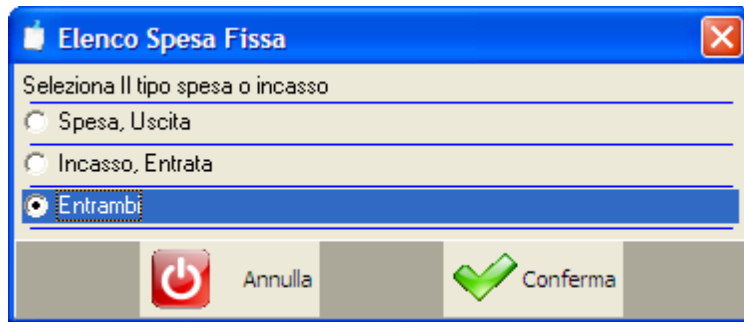 Elenco Spesa Fissa
Seleziona Il tipo spesa o incasso
Spesa, Uscita
Incasso, Entrata
Entrambi
Annulla
Conferma